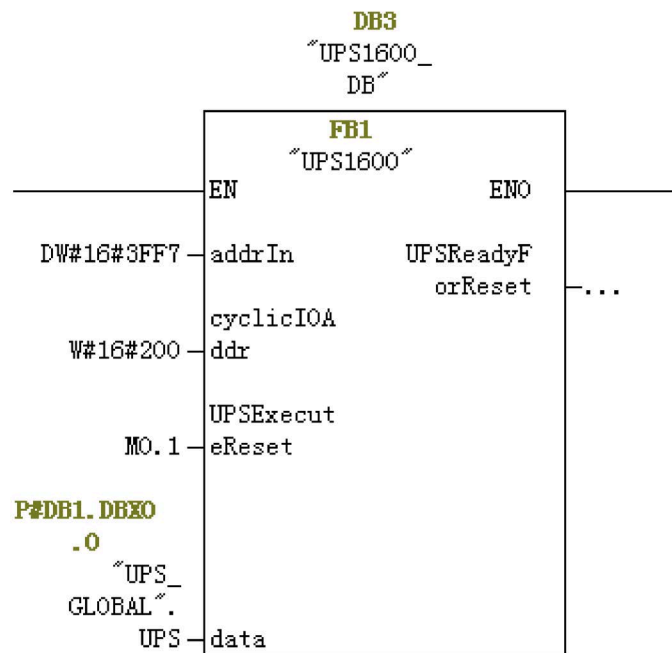 DB3
"UPS1600_
DB"
FB1
"UPS1600"
EN ENO
DW#16#3FF7 addrIn UPSReadyF
orReset ...
cyclicIOA
W#16#200 ddr
UPSExecut
M0.1 eReset
P#DB1.DBX0
.0
"UPS_
GLOBAL".
UPS data